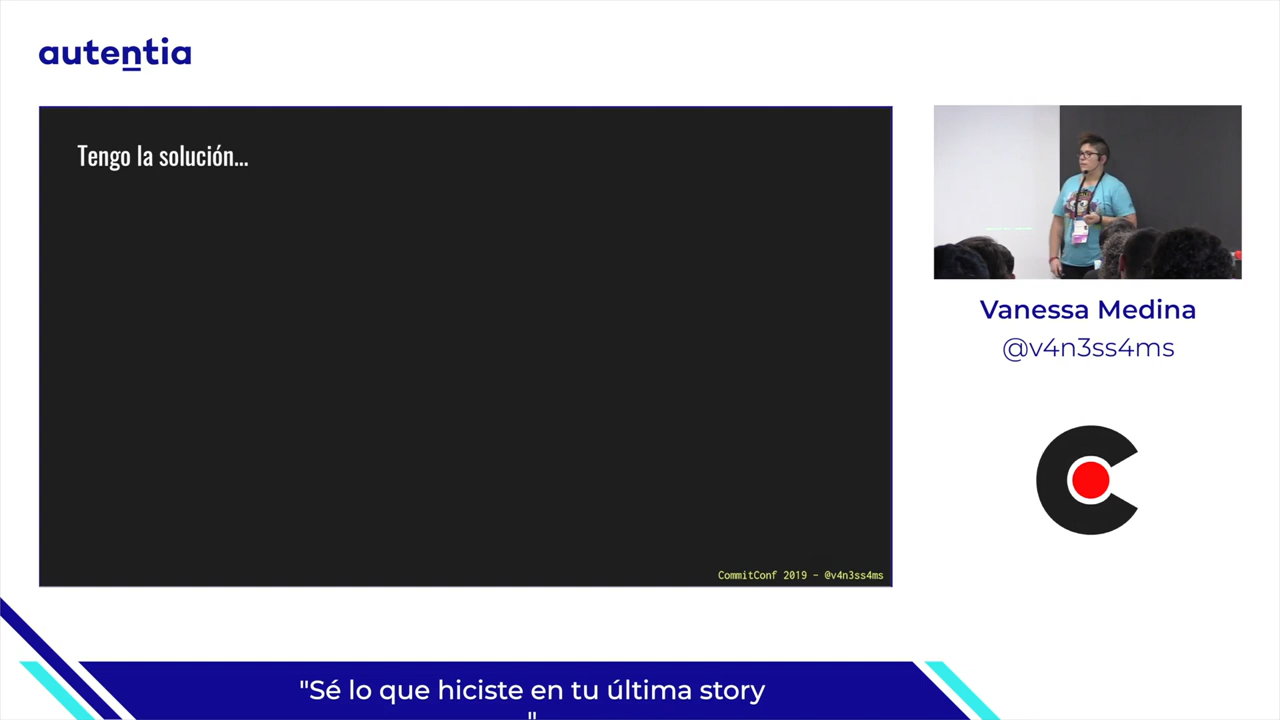 autentia
Tengo la solución...
CommitConf 2019 - @v4n3ss4ms
Vanessa Medina
@v4n3ss4ms
"Sé lo que hiciste en tu última story
"